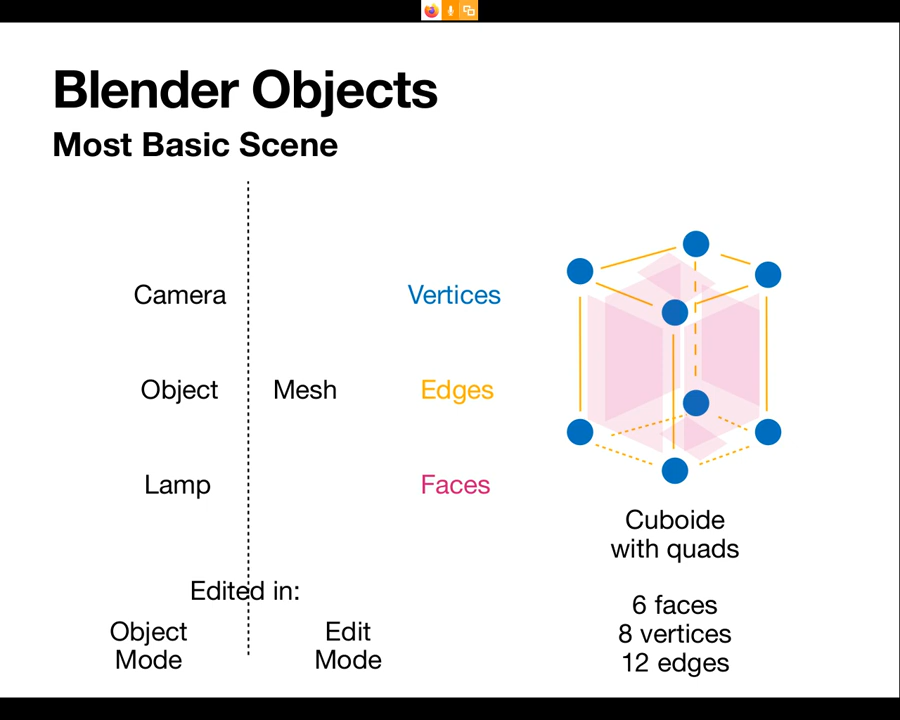 Blender Objects
Most Basic Scene
Camera
Vertices
Object
Mesh
Edges
Lamp
Faces
Cuboide
with quads
Edited in:
6 faces
8 vertices
12 edges
Object
Mode
Edit
Mode